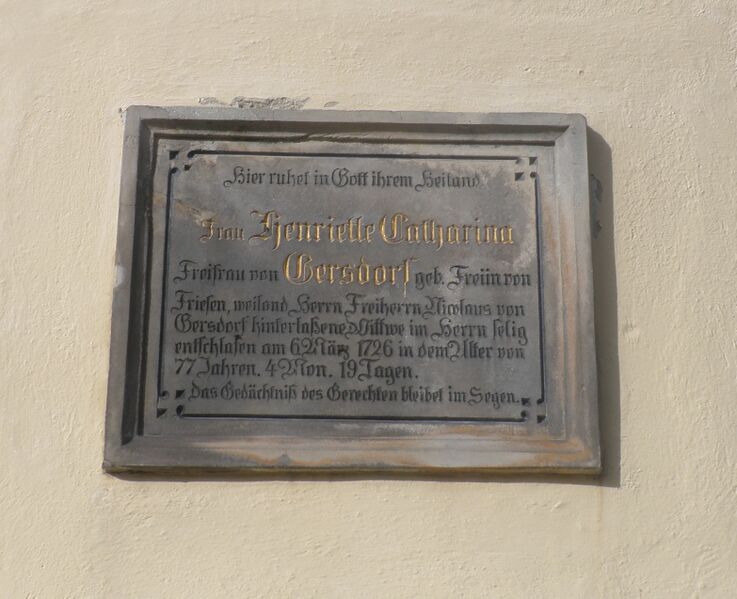 Hier ruhet in Gott ihrem Heiland
Frau Henriette Catharina
Freifrau von Gersdorf geb. Freiin von
Friesen, weiland Herrn Freiherrn Nicolaus von
Gersdorf hinterlaßene Wittwe im Herrn selig
entschlafen am 6. März 1726 in dem Alter von
77 Jahren. 4 Mon. 19 Tagen.
Das Gedächtniß des Gerechten bleibet im Segen.